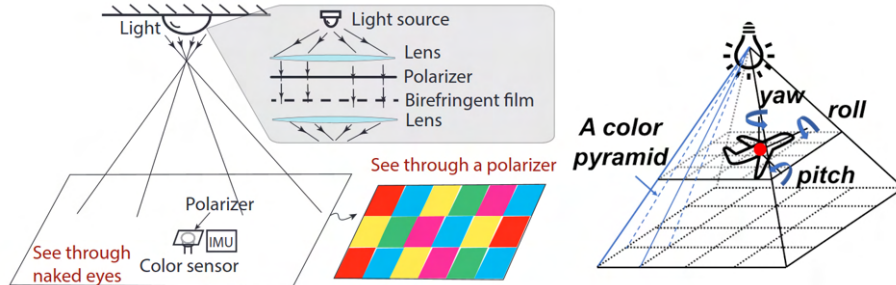 Light
Light source
Lens
Polarizer
Birefringent film
Lens
See through a polarizer
Polarizer
IMU
See through
naked eyes
Color sensor
yaw
roll
A color
pyramid
pitch